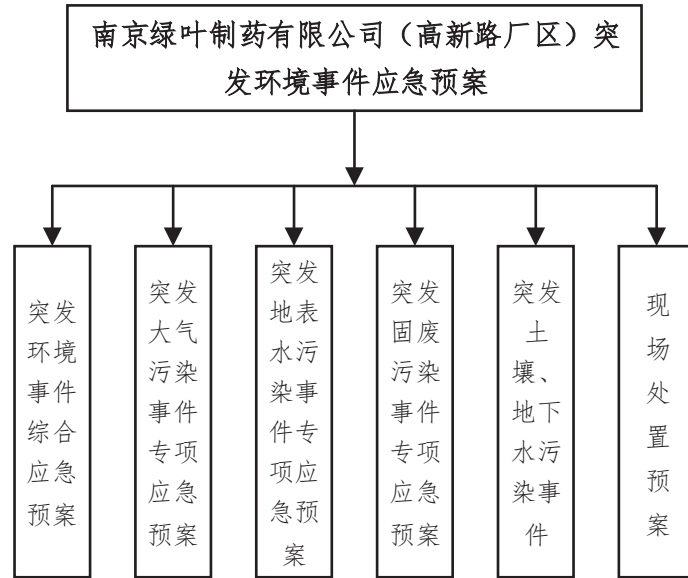 南京绿叶制药有限公司（高新路厂区）突
发环境事件应急预案
突发
环境
事件
综合
应急
预案
突发
大气
污染
事件
专项
应急
预案
突发
地表
水污
染事
件专
项应
急预
案
突发
固废
污染
事件
专项
应急
预案
突发
土
壤、
地下
水污
染事
件
现
场
处
置
预
案